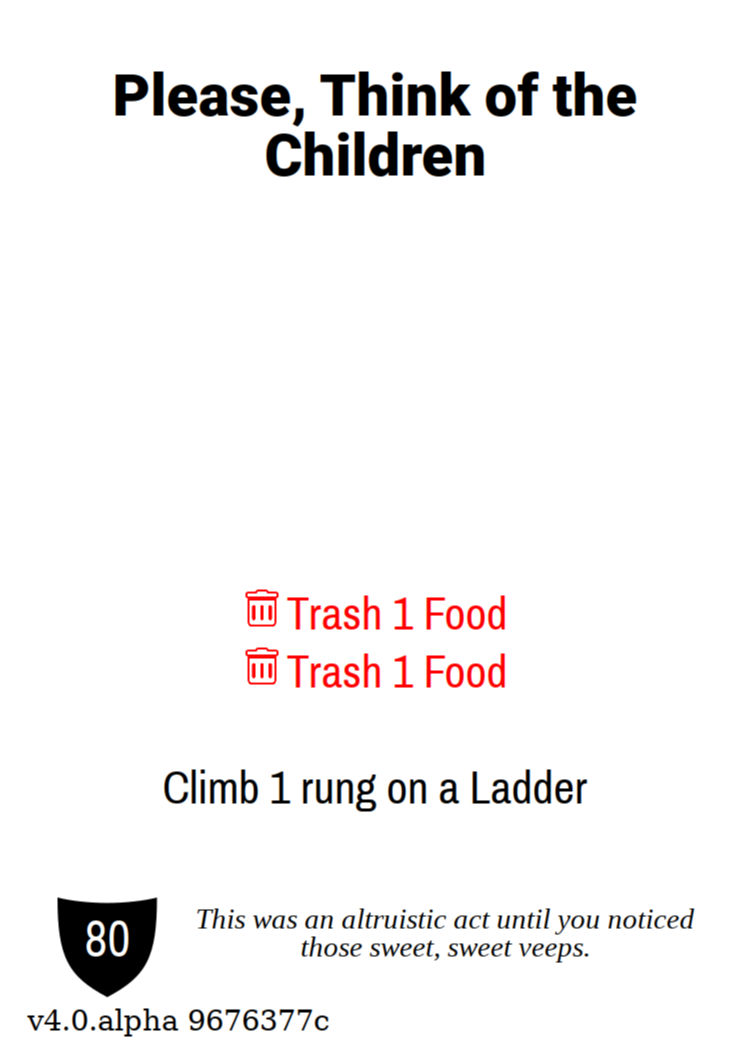 Please, Think of the
Children
Trash 1 Food
Trash 1 Food
Climb 1 rung on a Ladder
80
This was an altruistic act until you noticed
those sweet, sweet veeps.
v4.0.alpha 9676377c